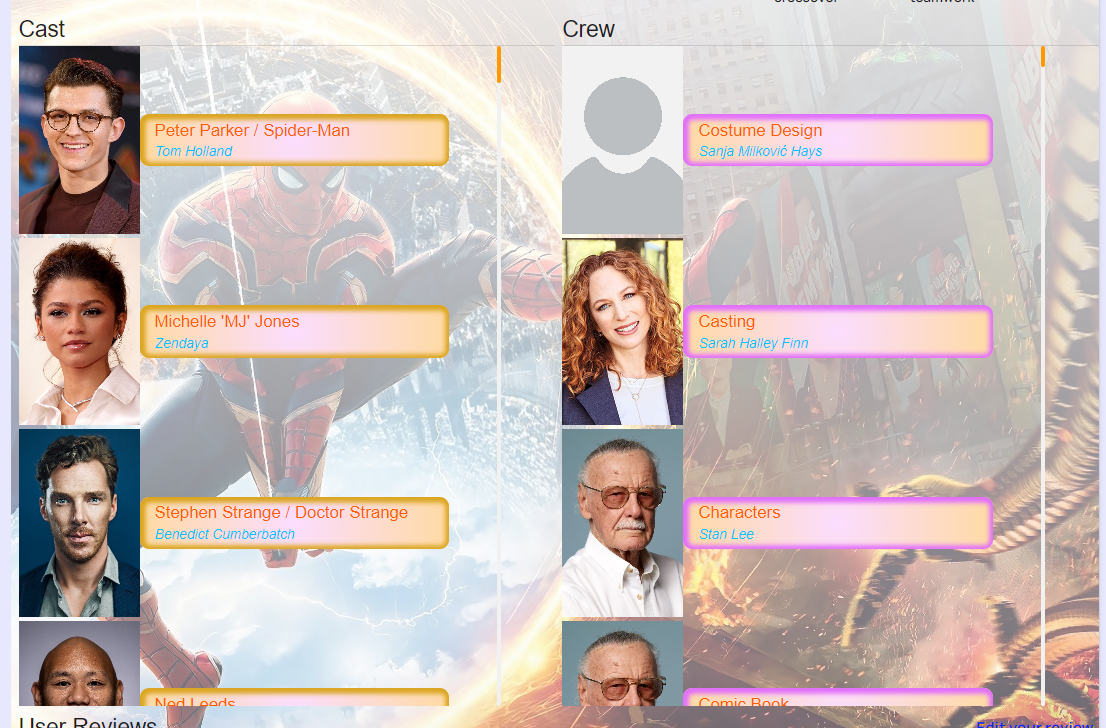 crossover
teamwork
Cast
Peter Parker / Spider-Man
Tom Holland
Michelle 'MJ' Jones
Zendaya
Stephen Strange / Doctor Strange
Benedict Cumberbatch
Ned Leeds
Crew
Costume Design
Sanja Milković Hays
Casting
Sarah Halley Finn
Characters
Stan Lee
Comic Book
User Reviews
Edit your review